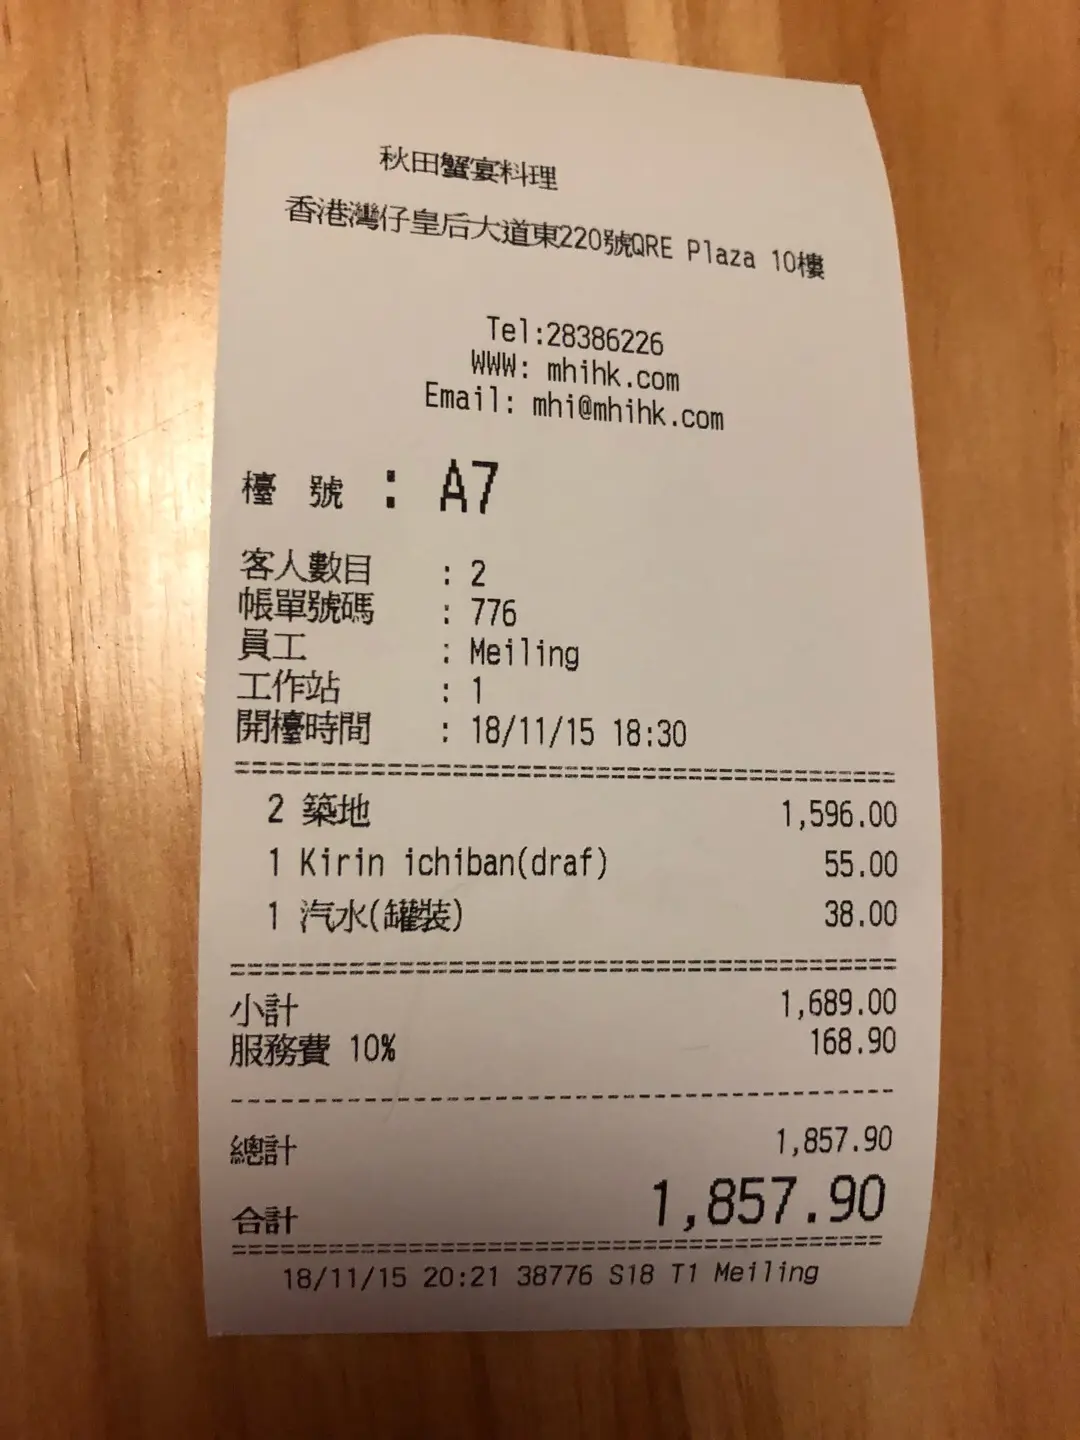 秋田蟹宴料理
香港灣仔皇后大道東220號QRE Plaza 10樓
Tel:28386226
WWW: mhihk.com
Email: mhi@mhihk.com
檯 號 : A7
客人數目 : 2
帳單號碼 : 776
員工 : Meiling
工作站 : 1
開檯時間 : 18/11/15 18:30
2 築地 1,596.00
1 Kirin ichiban(draf) 55.00
1 汽水(罐裝) 38.00
小計 1,689.00
服務費 10% 168.90
總計 1,857.90
合計 1,857.90
18/11/15 20:21 38776 S18 T1 Meiling